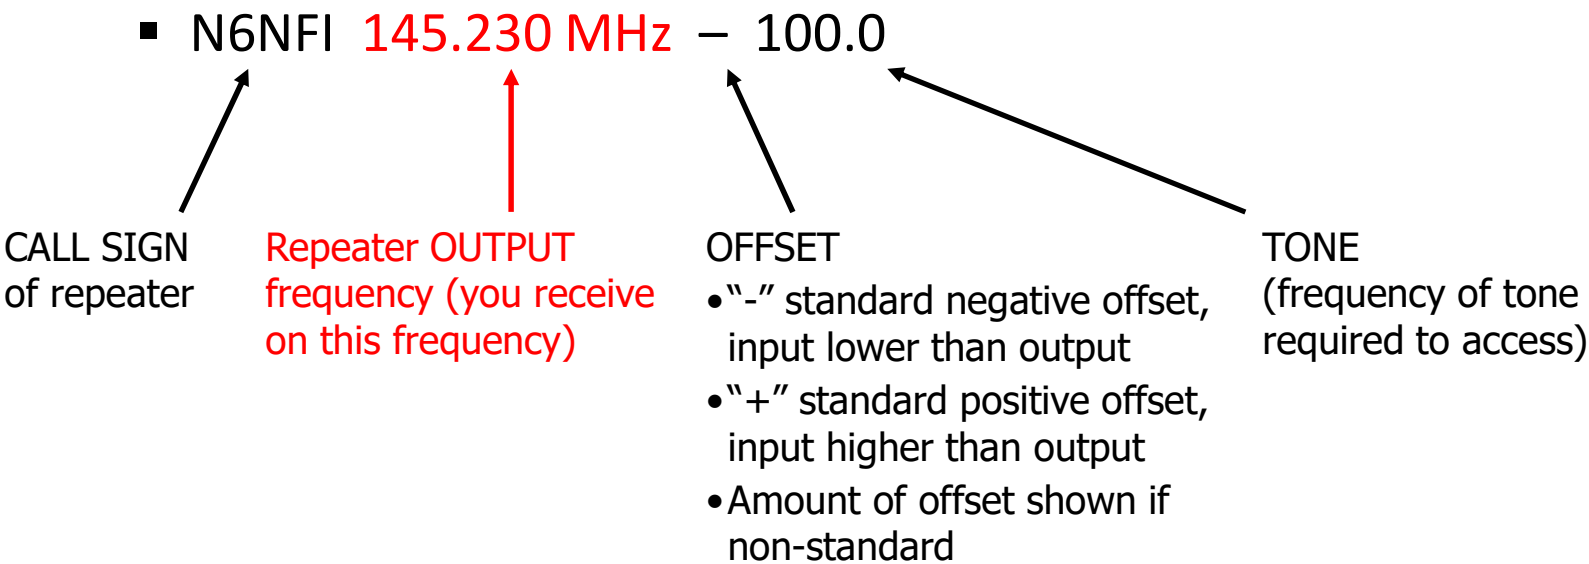 ▪ N6NFI 145.230 MHz – 100.0
CALL SIGN
of repeater
Repeater OUTPUT
frequency (you receive
on this frequency)
OFFSET
•“-” standard negative offset,
input lower than output
•“+” standard positive offset,
input higher than output
•Amount of offset shown if
non-standard
TONE
(frequency of tone
required to access)